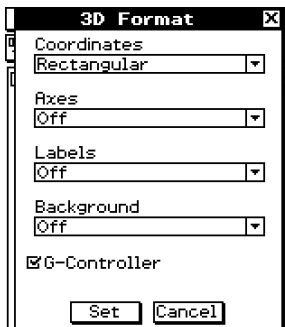 3D Format X
Coordinates
Rectangular
Axes
Off
Labels
Off
Background
Off
G-Controller
Set Cancel